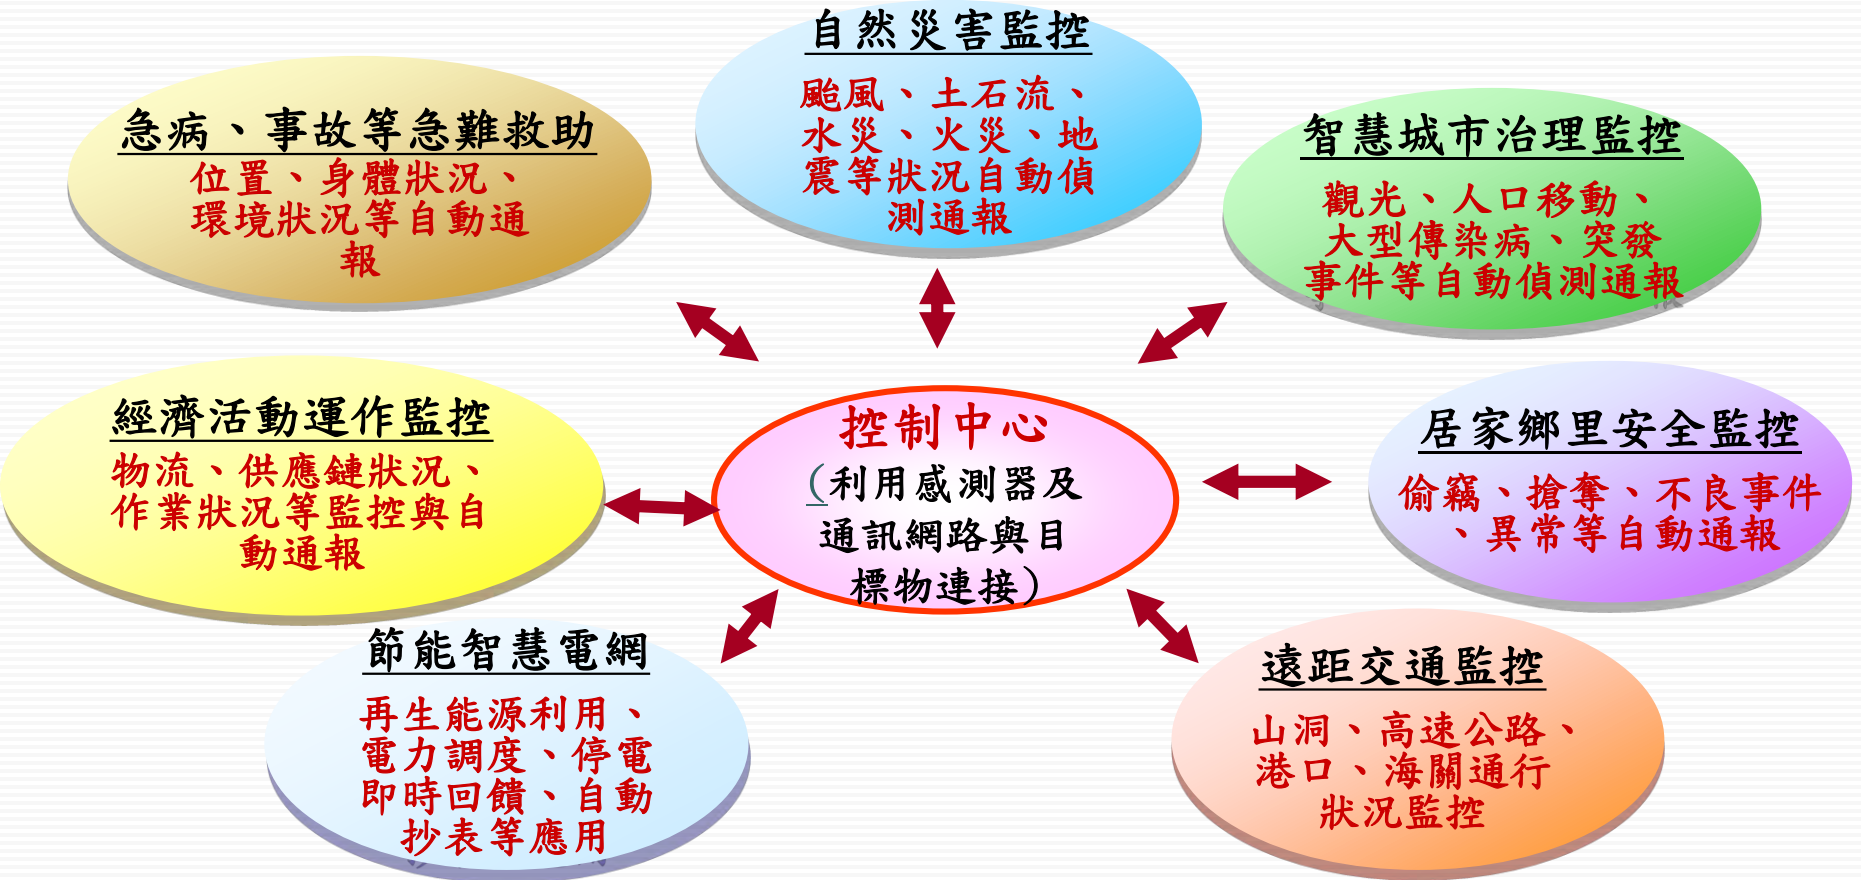 自然災害監控
颱風、土石流、
水災、火災、地
震等狀況自動偵
測通報
急病、事故等急難救助
位置、身體狀況、
環境狀況等自動通
報
智慧城市治理監控
觀光、人口移動、
大型傳染病、突發
事件等自動偵測通報
經濟活動運作監控
物流、供應鏈狀況、
作業狀況等監控與自
動通報
控制中心
(利用感測器及
通訊網路與目
標物連接)
居家鄉里安全監控
偷竊、搶奪、不良事件
、異常等自動通報
節能智慧電網
再生能源利用、
電力調度、停電
即時回饋、自動
抄表等應用
遠距交通監控
山洞、高速公路、
港口、海關通行
狀況監控